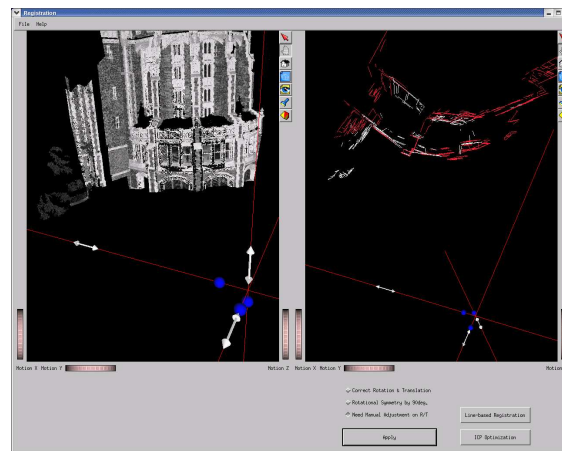 Registration
File Help
Motion X Motion Y Motion Z Motion X Motion Y Motion
Correct Rotation & Translation
Rotational Symmetry by 90deg.
Need Manual Adjustment on R/T
Line-based Registration
Apply
ICP Optimization